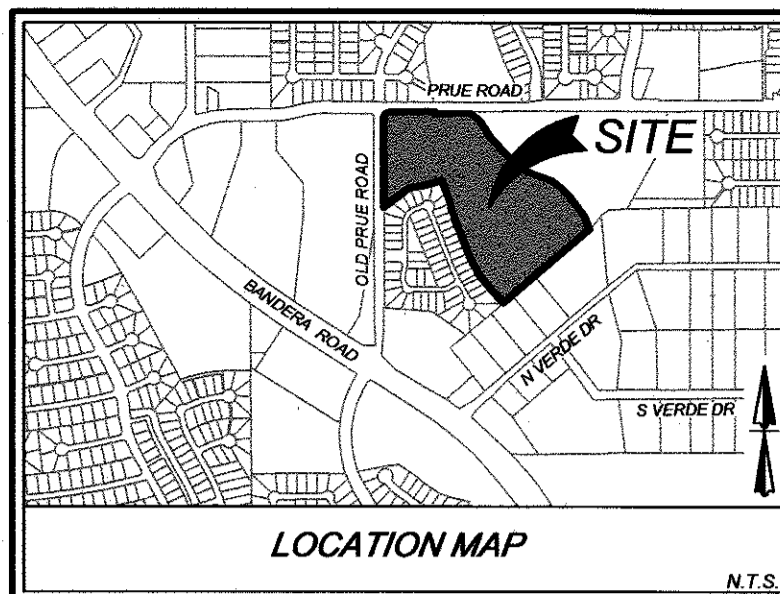 PRUE ROAD
SITE
OLD PRUE ROAD
BANDERA ROAD
N VERDE DR
S VERDE DR
LOCATION MAP
N.T.S.